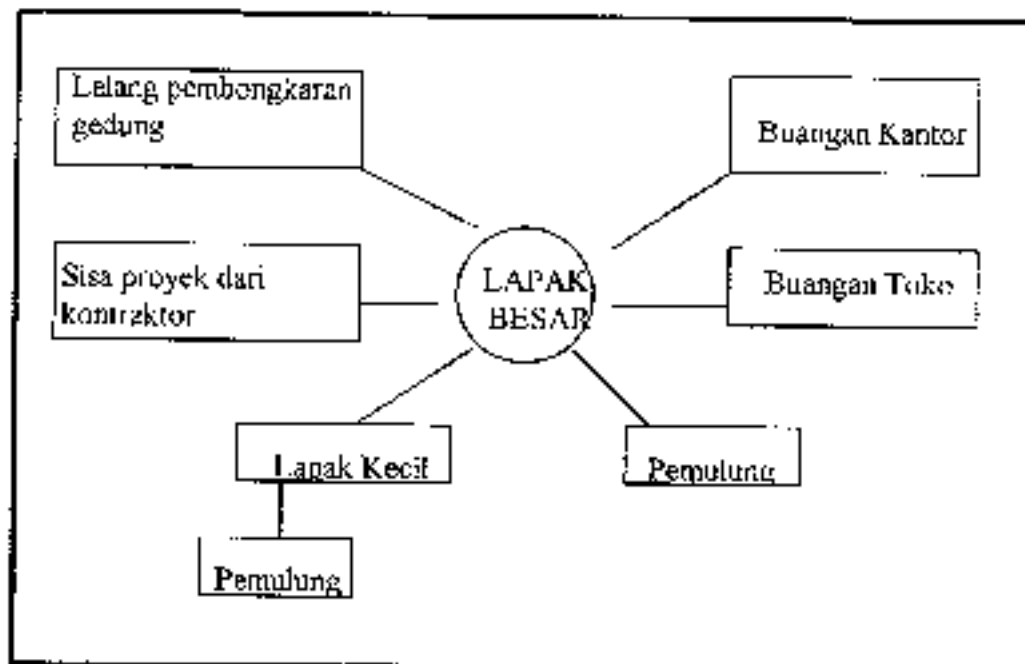 Lelang pembongkaran
gedung
Buangan Kantor
Sisa proyek dari
kontraktor
LAPAK
BESAR
Buangan Toko
Lapak Kecil
Pemulung
Pemulung